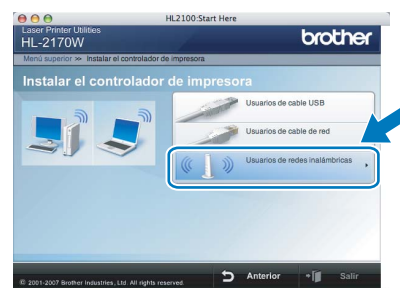 HL2100:Start Here
Laser Printer Utilities
HL-2170W
brother
Menú superior >> Instalar el controlador de impresora
Instalar el controlador de impresora
Usuarios de cable USB
Usuarios de cable de red
Usuarios de redes inalámbricas
© 2001-2007 Brother Industries, Ltd. All rights reserved.
Anterior
Salir